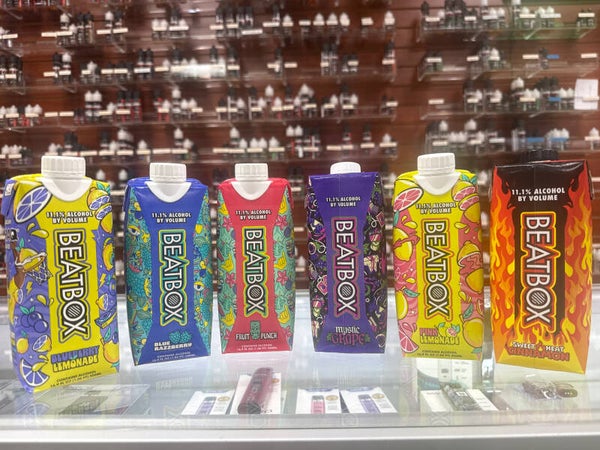 11.1% ALCOHOL
BY VOLUME
BEATBOX
BLUEBERRY
LEMONADE
11.1% ALCOHOL
BY VOLUME
BEATBOX
BLUE
RAZZBERRY
11.1% ALCOHOL
BY VOLUME
BEATBOX
FRUIT PUNCH
11.1% ALCOHOL
BY VOLUME
BEATBOX
MYSTIC
GRAPE
11.1% ALCOHOL
BY VOLUME
BEATBOX
PINK
LEMONADE
11.1% ALCOHOL
BY VOLUME
BEATBOX
SWEET HEAT
CINNAMON